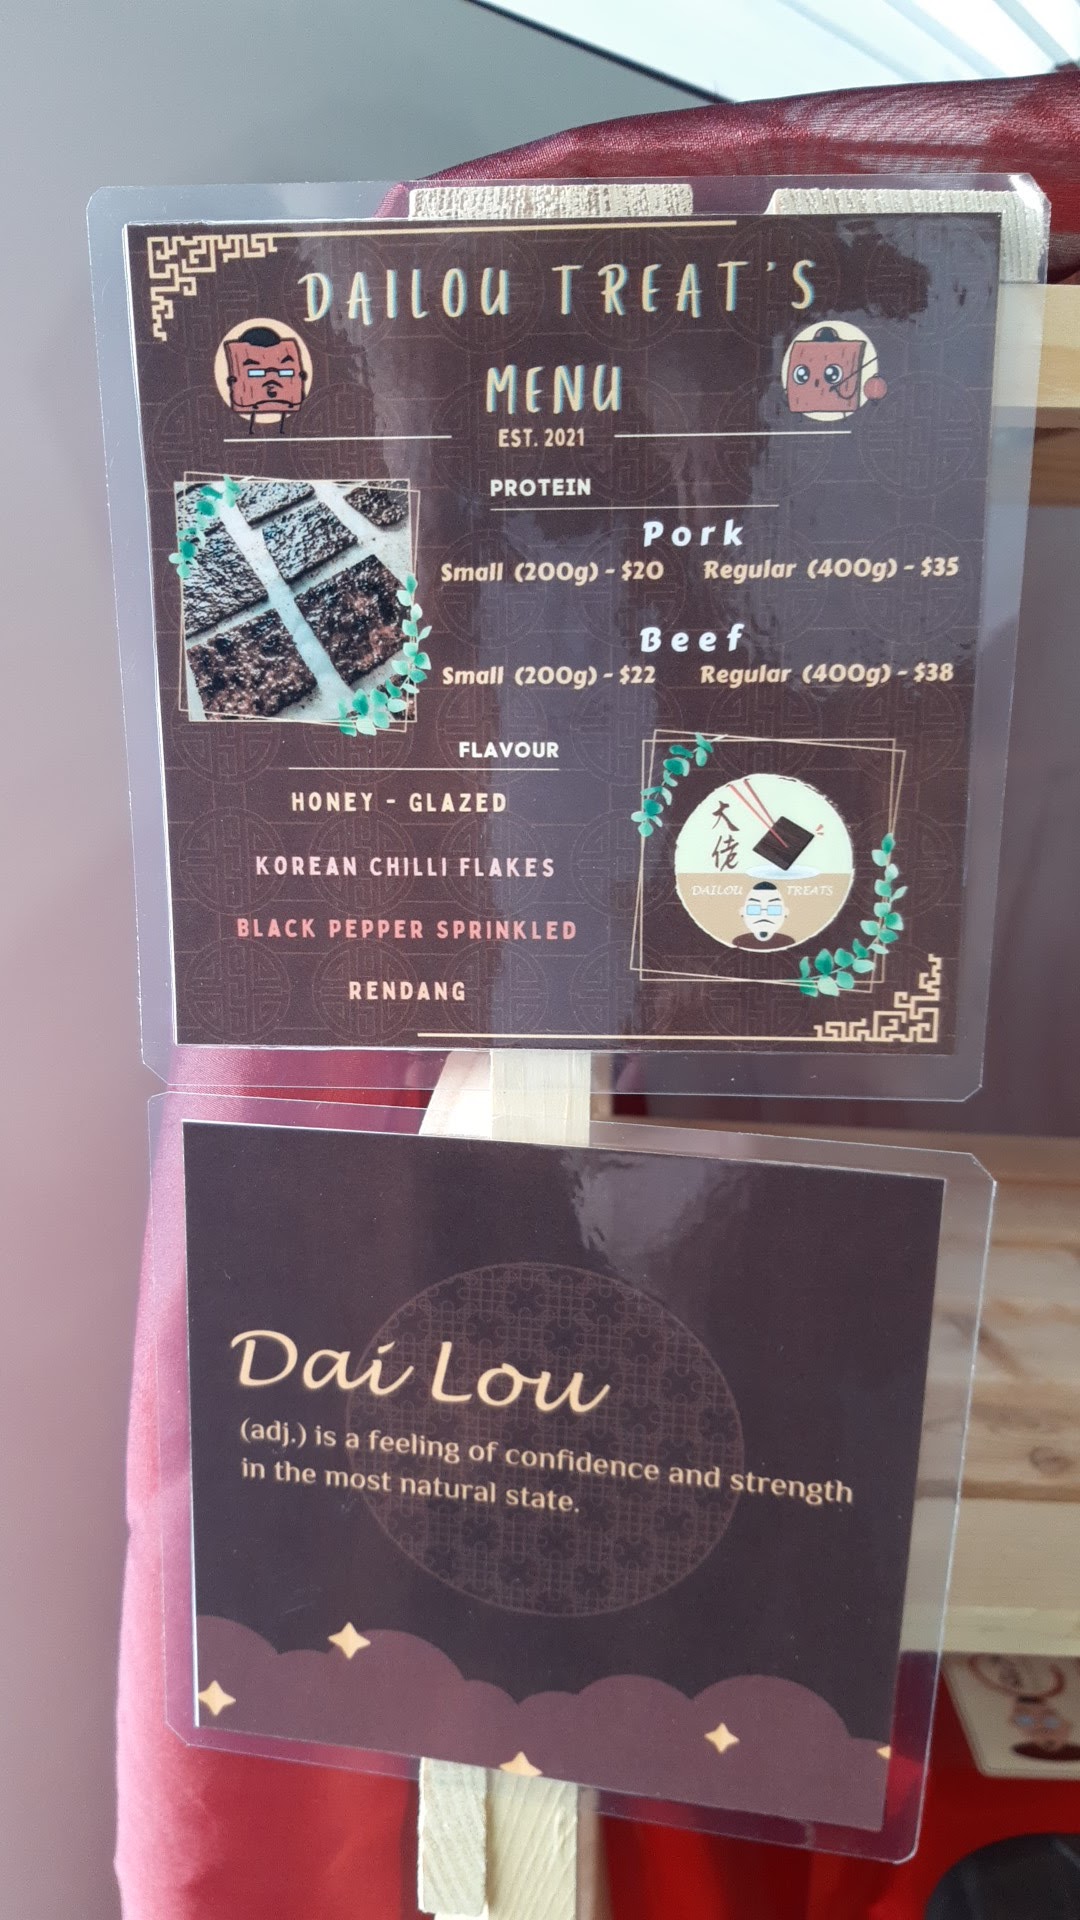 DAILOU TREAT'S
MENU
EST. 2021
PROTEIN
Pork
Small (200g) - $20 Regular (400g) - $35
Beef
Small (200g) - $22 Regular (400g) - $38
FLAVOUR
HONEY - GLAZED
KOREAN CHILLI FLAKES
BLACK PEPPER SPRINKLED
RENDANG
大佬
DAILOU TREATS
Dai Lou
(adj.) is a feeling of confidence and strength
in the most natural state.